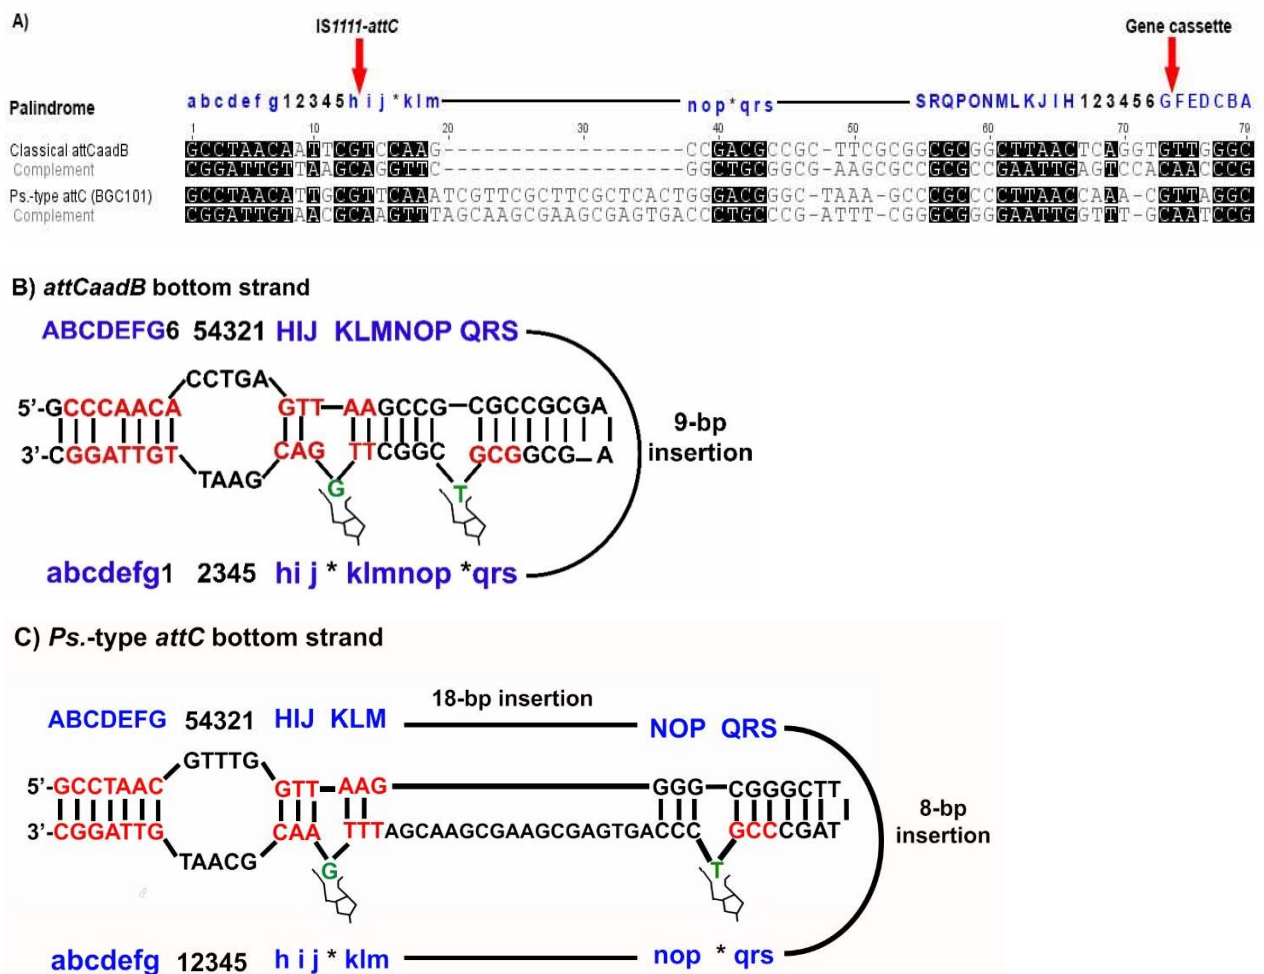 A)
IS1111-attC
Gene cassette
Palindrome
a b c d e f g 1 2 3 4 5 h i j * k l m
n o p * q r s
S R Q P O N M L K J I H 1 2 3 4 5 6 G F E D C B A
1 10 20 30 40 50 60 70 79
Classical attCaadB GCCTAACAATTCGTCCAAG------------------CCGACGCCGC-TTCGCGGCGCGGCTTAACTCAGGTGTTGGGC
Complement CGGATTGTTAAGCAGGTTC------------------GGCTGCGGCG-AAGCGCCGCGCCGAATTGAGTCCACAACCCG
Ps.-type attC (BGC101) GCCTAACATTGCGTTCAAATCGTTCGCTTCGCTCACTGGGACGGGC-TAAA-GCCCGCCCCTTAACCAAA-CGTTAGGC
Complement CGGATTGTAACGCAAGTTTAGCAAGCGAAGCGAGTGACCCTGCCCG-ATTT-CGGGCGGGGAATTGGTTT-GCAATCCG
B) attCaadB bottom strand
ABCDEFG6 54321 HIJ KLMNOP QRS
CCTGA
5'-GCCCAACA GTT AAGCCG CGCCGCGA
9-bp
insertion
3'-CGGATTGT CAG TTCGGC GCGGCG A
TAAG
G
T
abcdefg1 2345 hi j * klmnop *qrs
C) Ps.-type attC bottom strand
18-bp insertion
ABCDEFG 54321 HIJ KLM
NOP QRS
GTTTG
5'-GCCTAAC GTT AAG GGG CGGGCTT
8-bp
insertion
3'-CGGATTG CAA TTTAGCAAGCGAAGCGAGTGACCC GCCCGAT
TAACG
G
T
abcdefg 12345 h i j * klm
nop * qrs